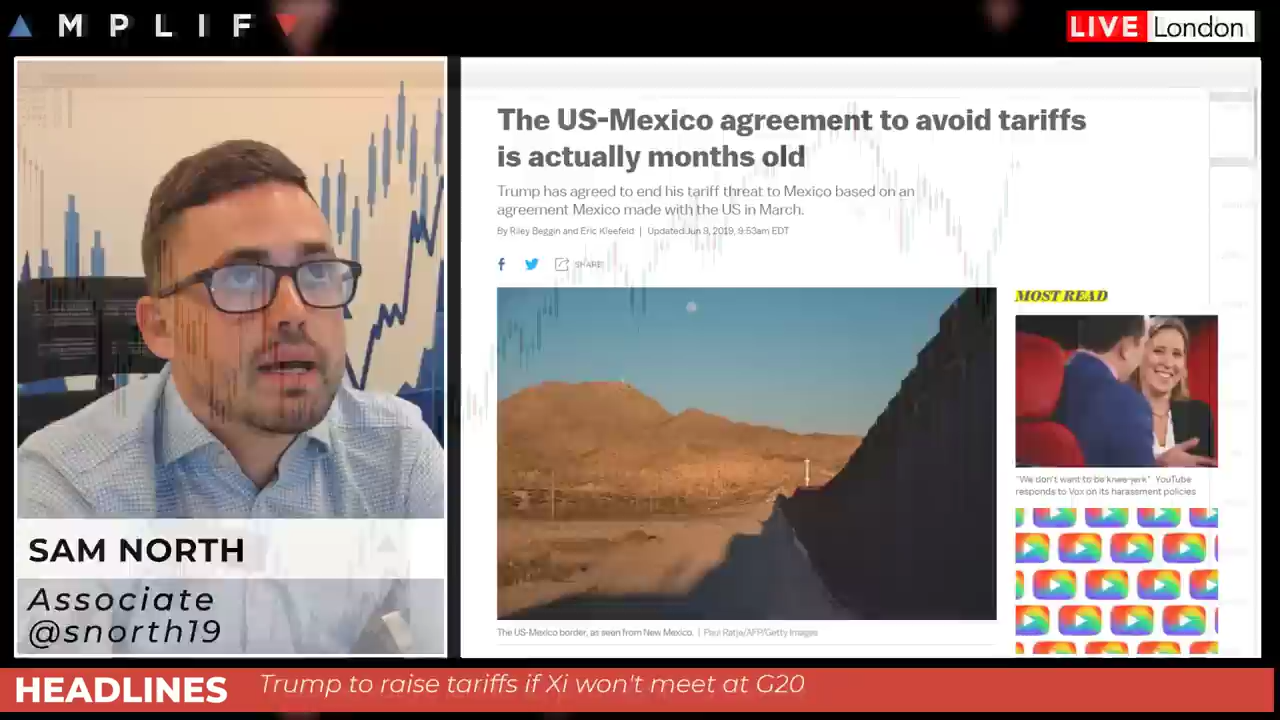 MPLIF
LIVE London
The US-Mexico agreement to avoid tariffs
is actually months old
Trump has agreed to end his tariff threat to Mexico based on an
agreement Mexico made with the US in March.
By Riley Beggin and Eric Kleefeld | Updated Jun 9, 2019, 9:53am EDT
SHARE
MOST READ
"We don't want to be knee-jerk" YouTube
responds to Vox on its harassment policies
SAM NORTH
Associate
@snorth19
The US-Mexico border, as seen from New Mexico. | Paul Ratje/AFP/Getty Images
HEADLINES
Trump to raise tariffs if Xi won't meet at G20